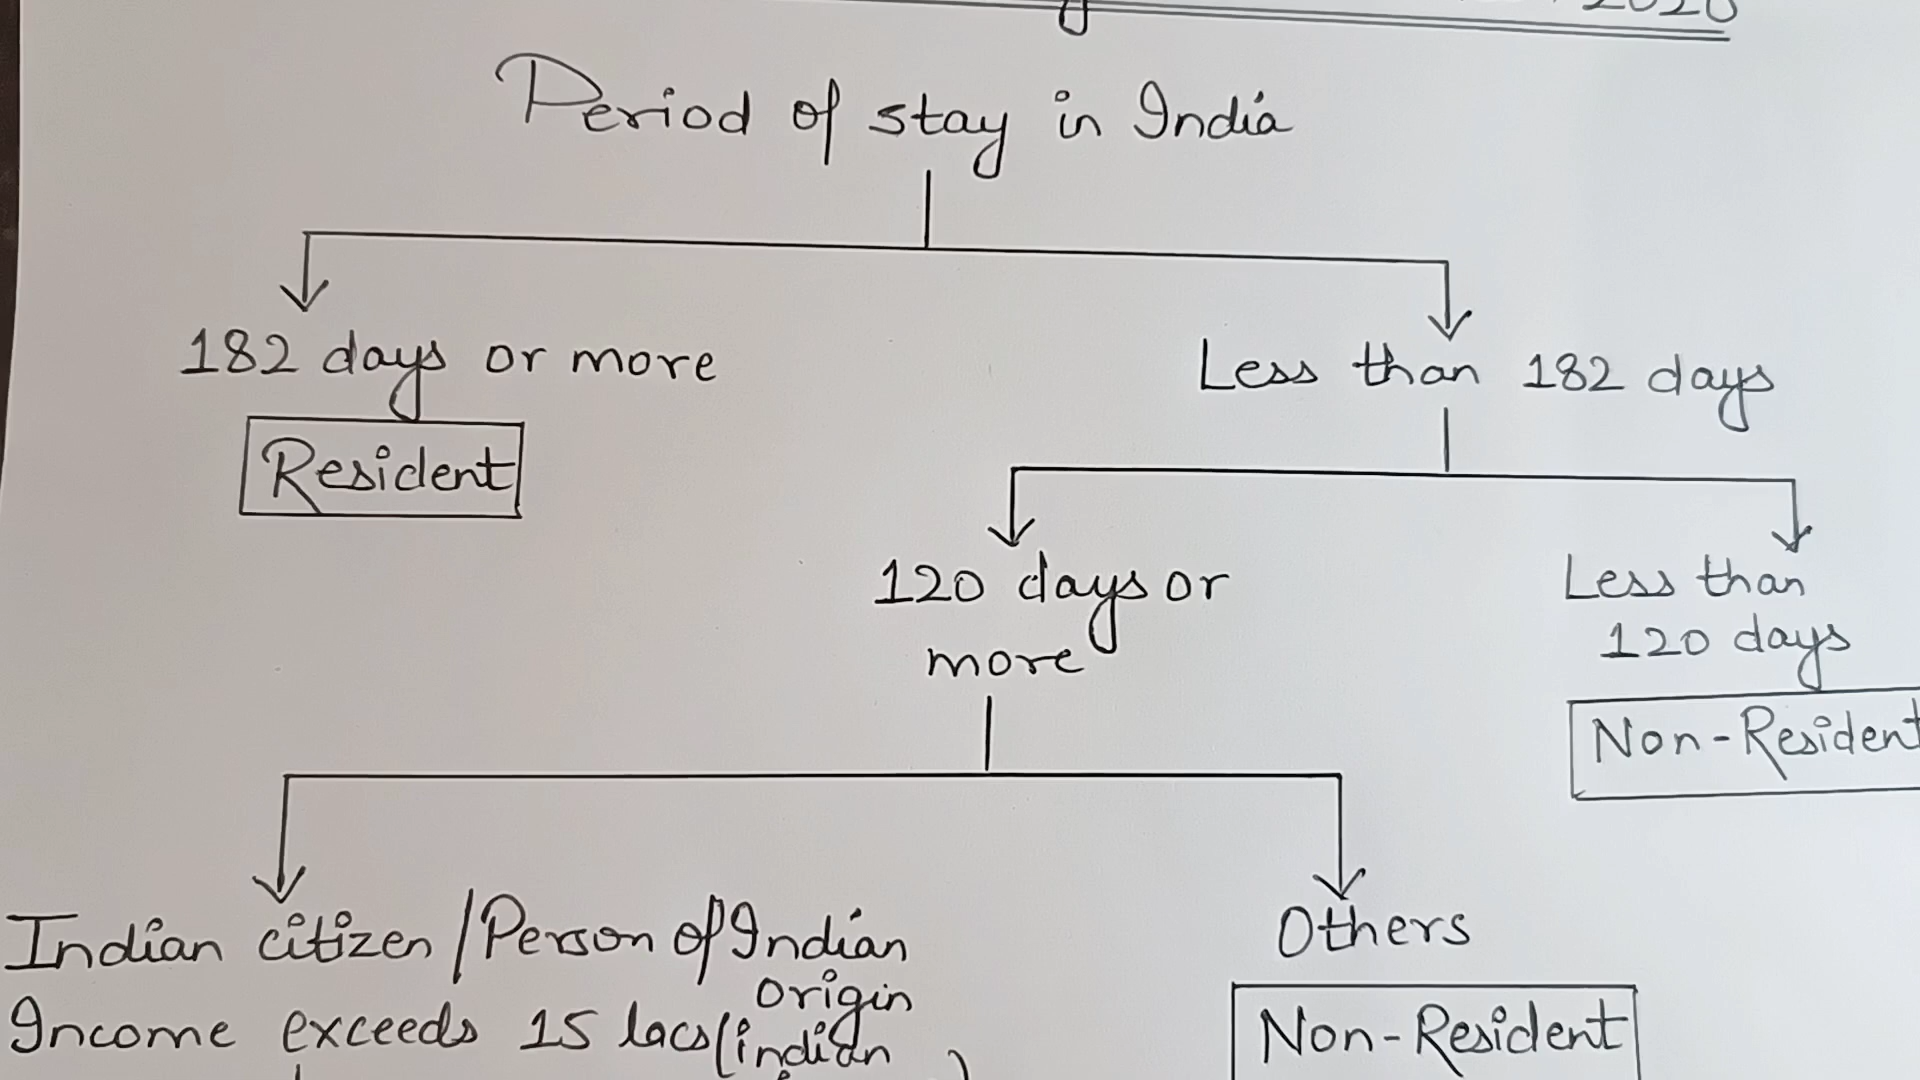 2020
Period of stay in India
182 days or more
Resident
Less than 182 days
120 days or
more
Less than
120 days
Non-Resident
Indian citizen/Person of Indian
origin
Income exceeds 15 lacs (indian
Others
Non-Resident